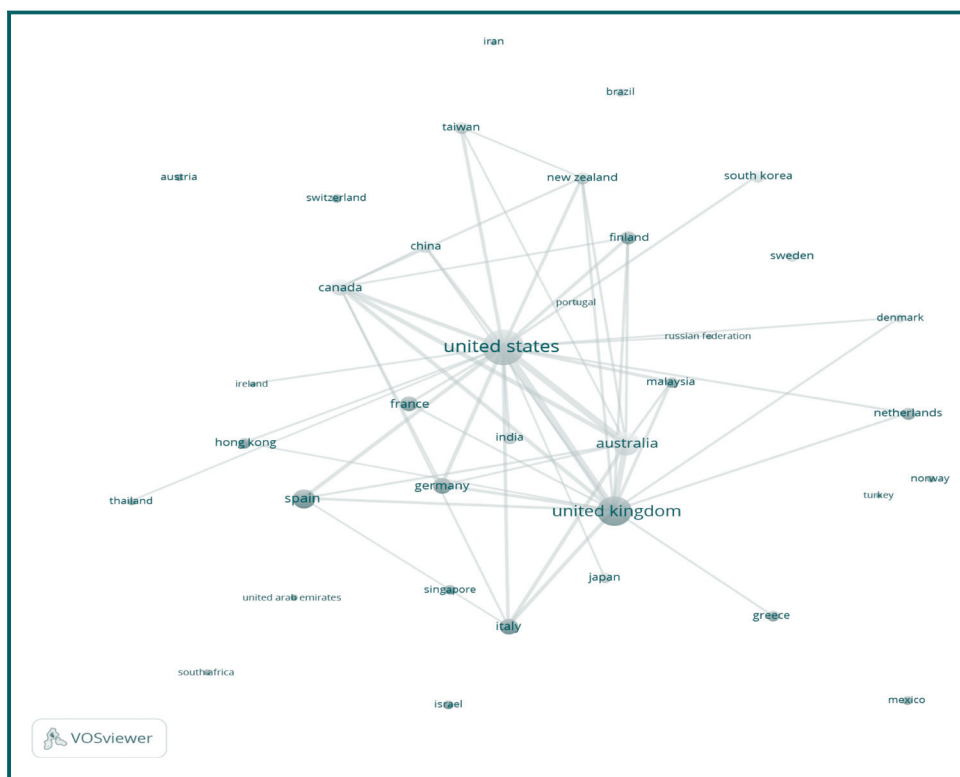 iran
brazil
taiwan
austria
new zealand
south korea
switzerland
finland
china
sweden
canada
portugal
denmark
russian federation
united states
ireland
malaysia
france
netherlands
hong kong
india
australia
norway
germany
turkey
thailand
spain
united kingdom
japan
singapore
united arab emirates
greece
italy
south africa
israel
mexico
VOSviewer